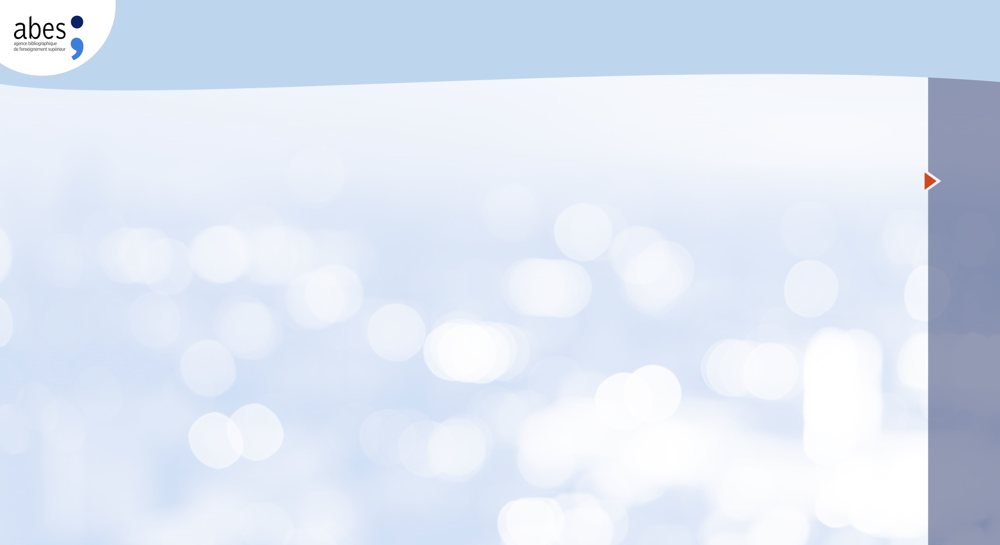 abes
agence bibliographique
de l'enseignement supérieur